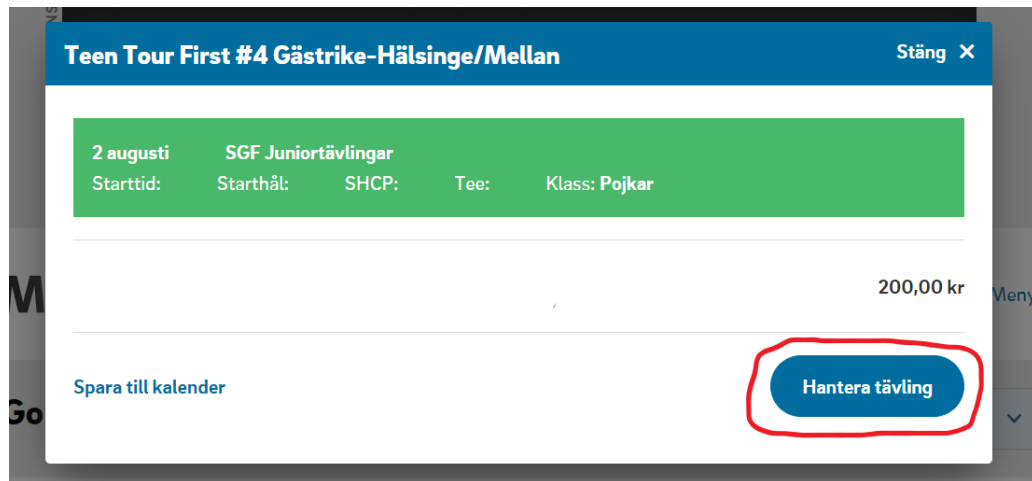 Teen Tour First #4 Gästrike-Hälsinge/Mellan
Stäng ×
2 augusti SGF Juniortävlingar
Starttid: Starthål: SHCP: Tee: Klass: Pojkar
200,00 kr
Meny
Spara till kalender
Hantera tävling